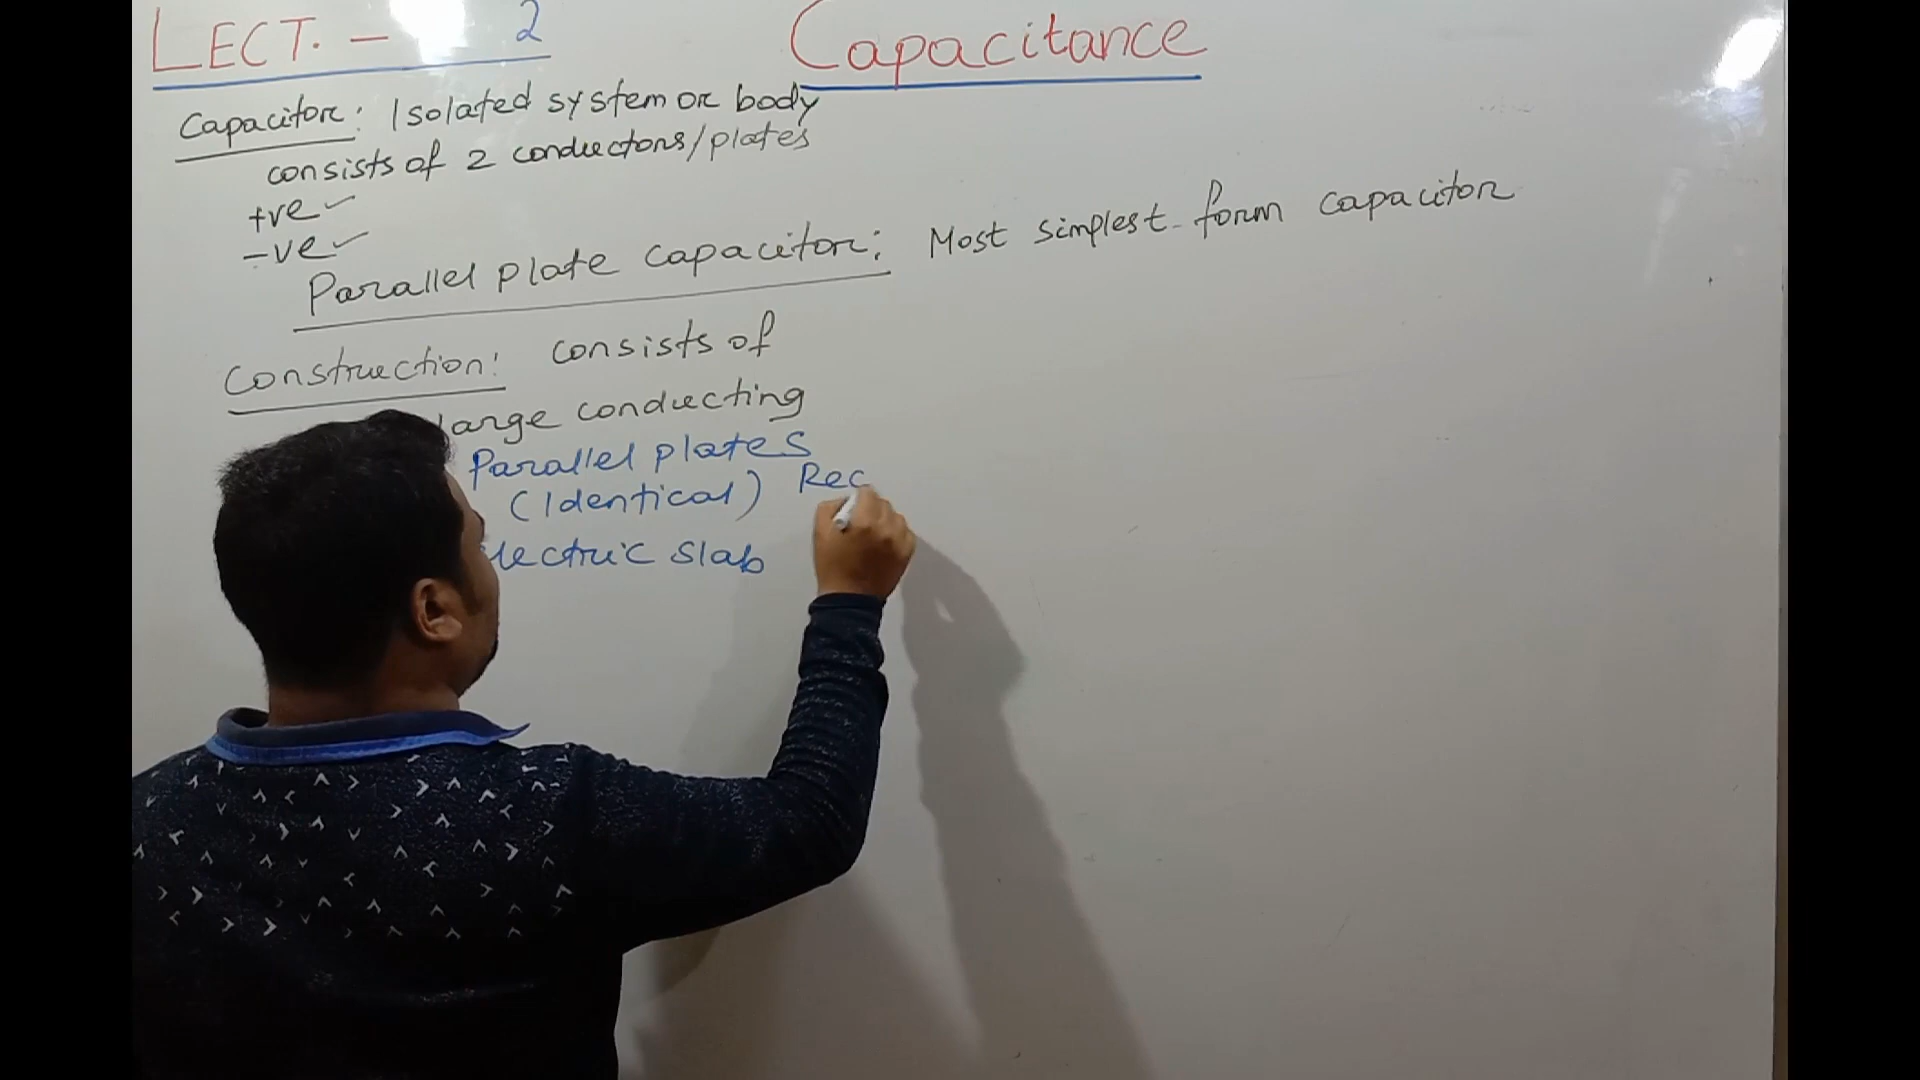 LECT. - 2
Capacitance
Capacitor: Isolated system or body
consists of 2 conductors/plates
+ve ✓
-ve ✓
Parallel plate capacitor: Most simplest form capacitor
Construction: consists of
large conducting
Parallel plates
(Identical) Rec
lectric slab